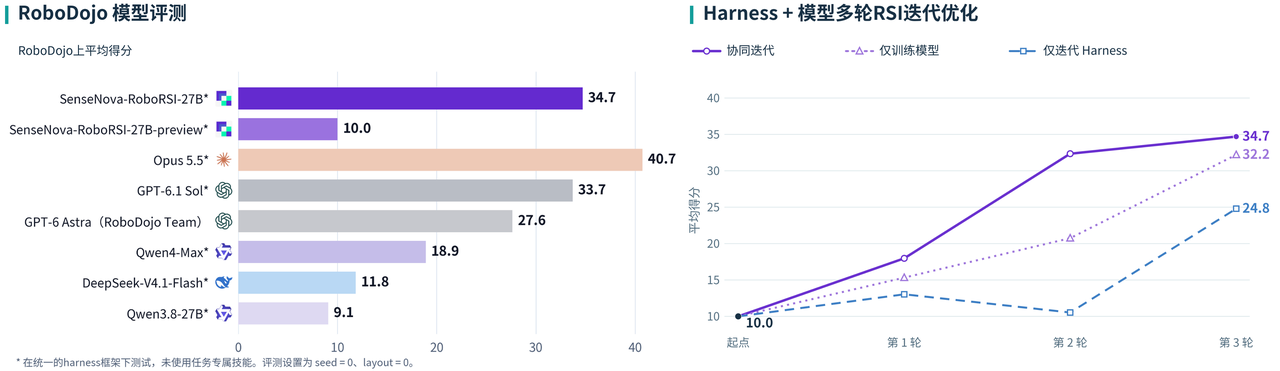 RoboDojo 模型评测
RoboDojo上平均得分
SenseNova-RoboRSI-27B* 34.7
SenseNova-RoboRSI-27B-preview* 10.0
Opus 5.5* 40.7
GPT-6.1 Sol* 33.7
GPT-6 Astra（RoboDojo Team） 27.6
Qwen4-Max* 18.9
DeepSeek-V4.1-Flash* 11.8
Qwen3.8-27B* 9.1
0 10 20 30 40
* 在统一的harness框架下测试，未使用任务专属技能。评测设置为 seed = 0、layout = 0。
Harness + 模型多轮RSI迭代优化
协同迭代 仅训练模型 仅迭代 Harness
平均得分
40
35
30
25
20
15
10
34.7
32.2
24.8
10.0
起点 第 1 轮 第 2 轮 第 3 轮